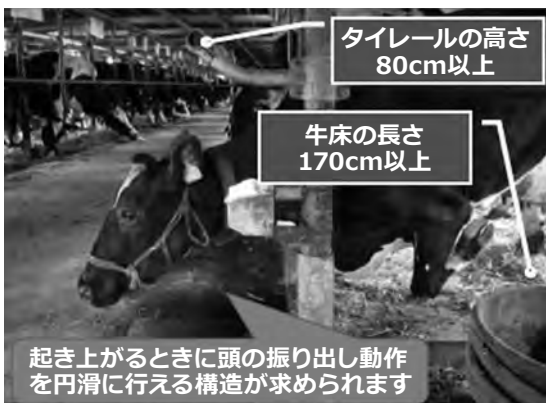 タイレールの高さ
80cm以上
牛床の長さ
170cm以上
起き上がるときに頭の振り出し動作
を円滑に行える構造が求められます